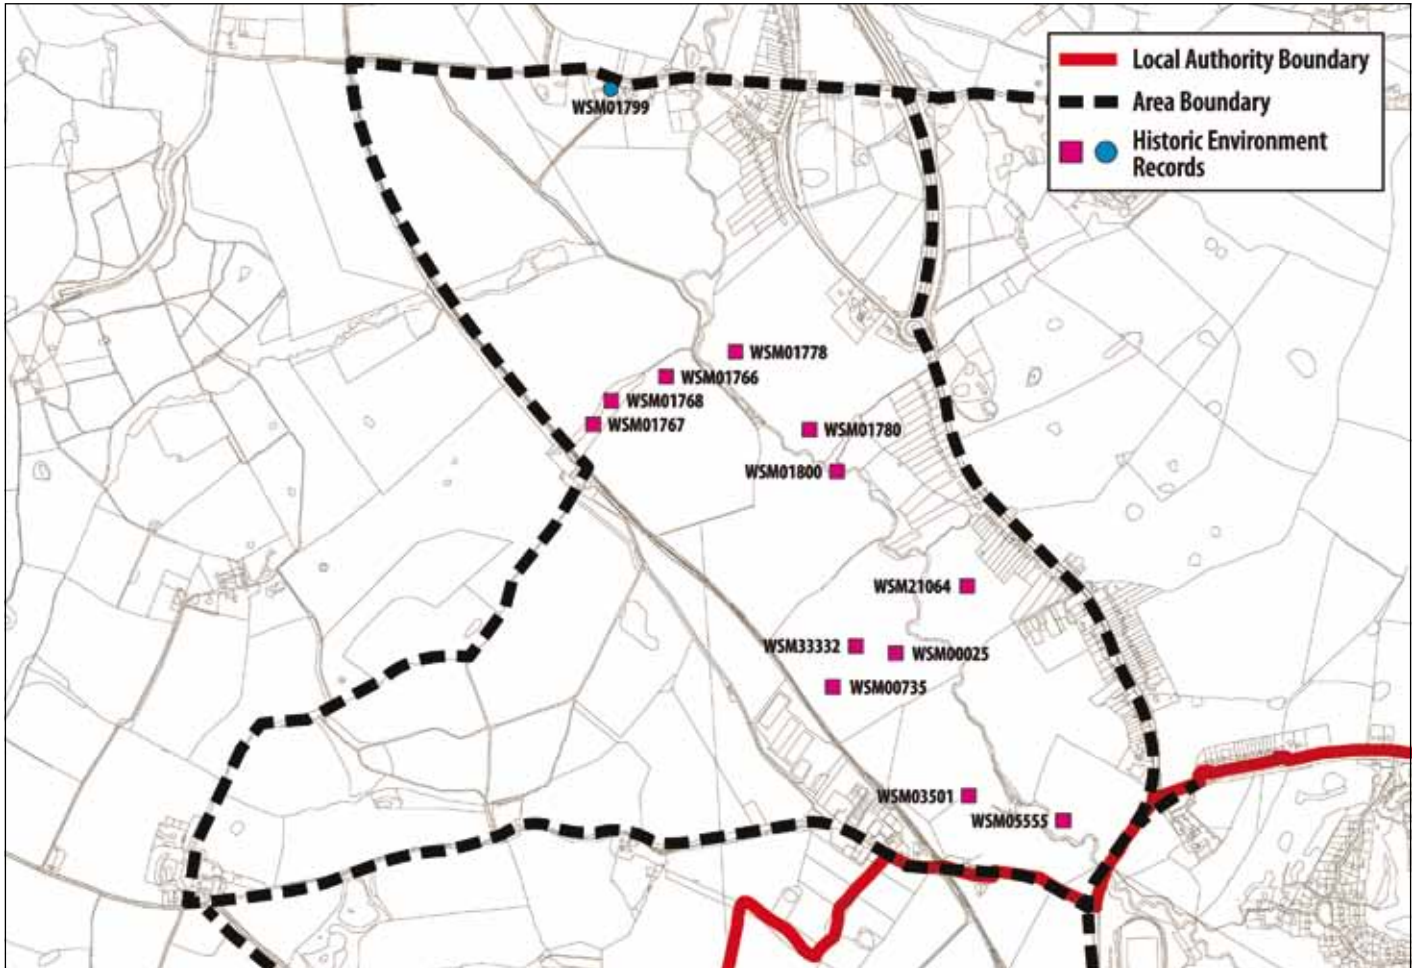 Local Authority Boundary
Area Boundary
Historic Environment
Records
WSM01799
WSM01778
WSM01766
WSM01768
WSM01767
WSM01780
WSM01800
WSM21064
WSM33332
WSM00025
WSM00735
WSM03501
WSM05555